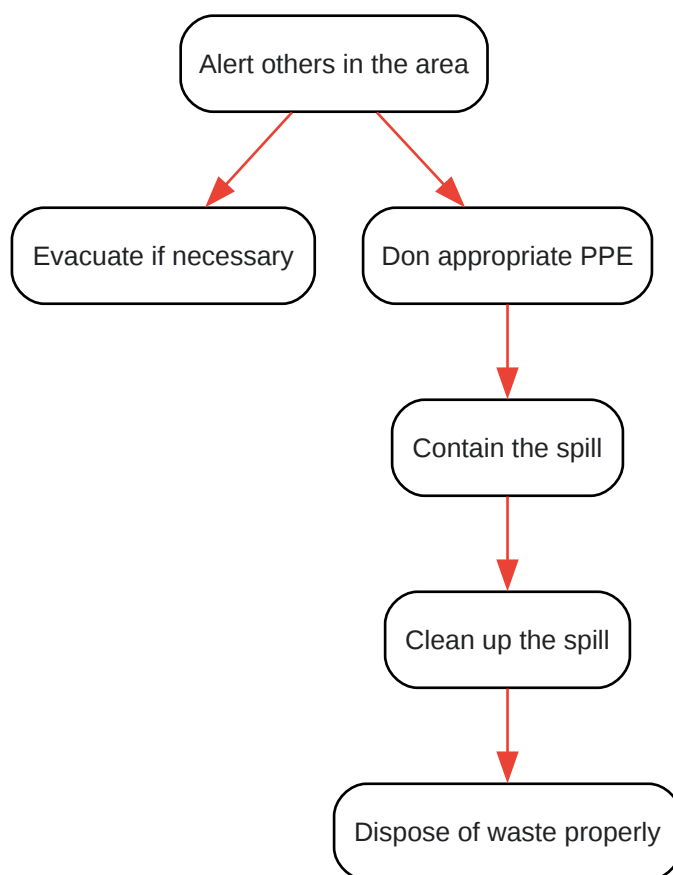 Alert others in the area
Evacuate if necessary
Don appropriate PPE
Contain the spill
Clean up the spill
Dispose of waste properly